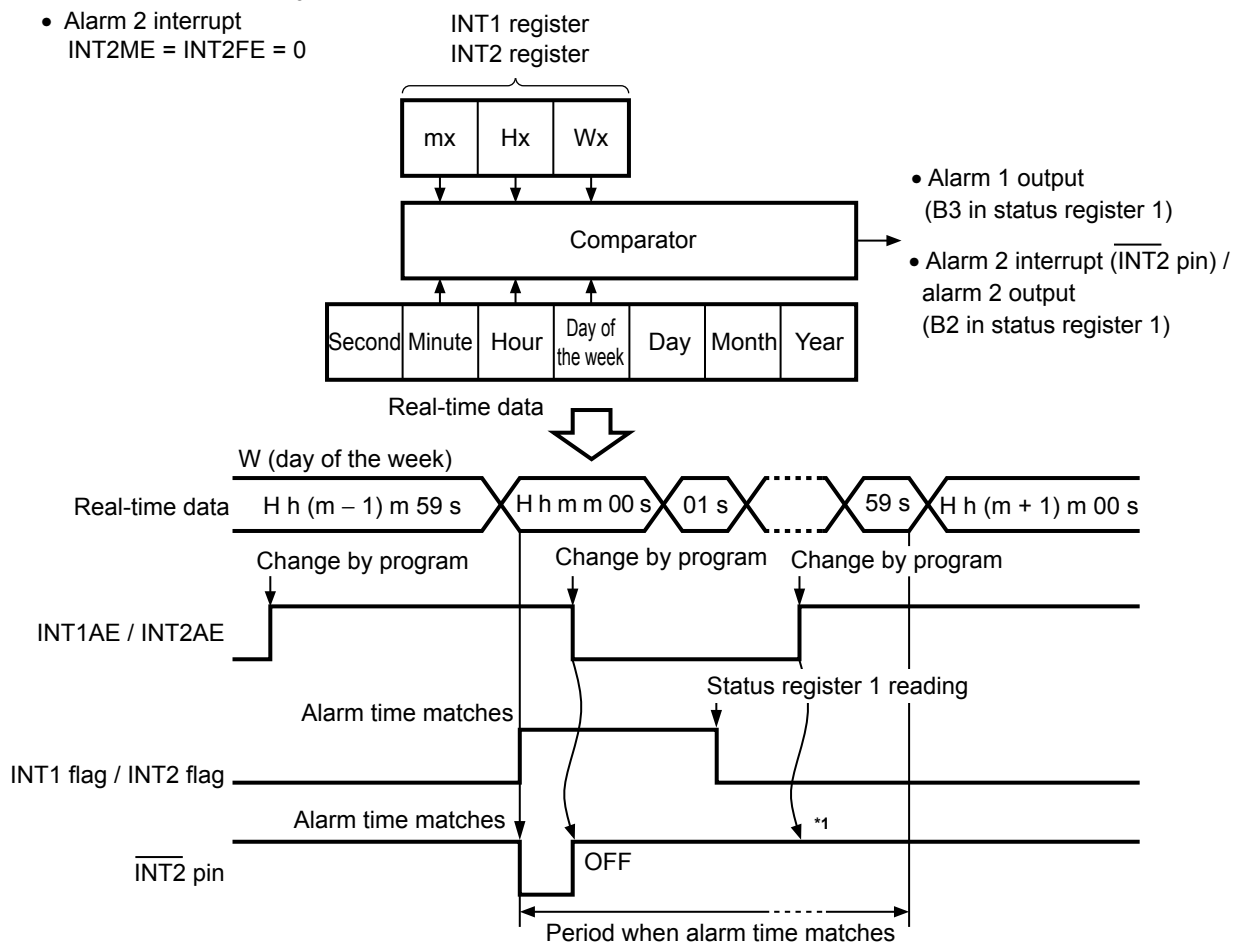 • Alarm 2 interrupt
INT2ME = INT2FE = 0
INT1 register
INT2 register
mx Hx Wx
Comparator
• Alarm 1 output
(B3 in status register 1)
• Alarm 2 interrupt (INT2 pin) /
alarm 2 output
(B2 in status register 1)
Second Minute Hour Day of the week Day Month Year
Real-time data
W (day of the week)
Real-time data H h (m − 1) m 59 s H h m m 00 s 01 s 59 s H h (m + 1) m 00 s
Change by program Change by program Change by program
INT1AE / INT2AE
Status register 1 reading
Alarm time matches
INT1 flag / INT2 flag
Alarm time matches *1
INT2 pin OFF
Period when alarm time matches